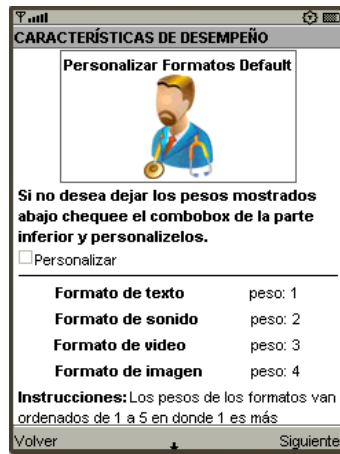 CARACTERÍSTICAS DE DESEMPEÑO
Personalizar Formatos Default
Si no desea dejar los pesos mostrados
abajo chequee el combobox de la parte
inferior y personalizelos.
Personalizar
Formato de texto peso: 1
Formato de sonido peso: 2
Formato de video peso: 3
Formato de imagen peso: 4
Instrucciones: Los pesos de los formatos van
ordenados de 1 a 5 en donde 1 es más
Volver Siguiente